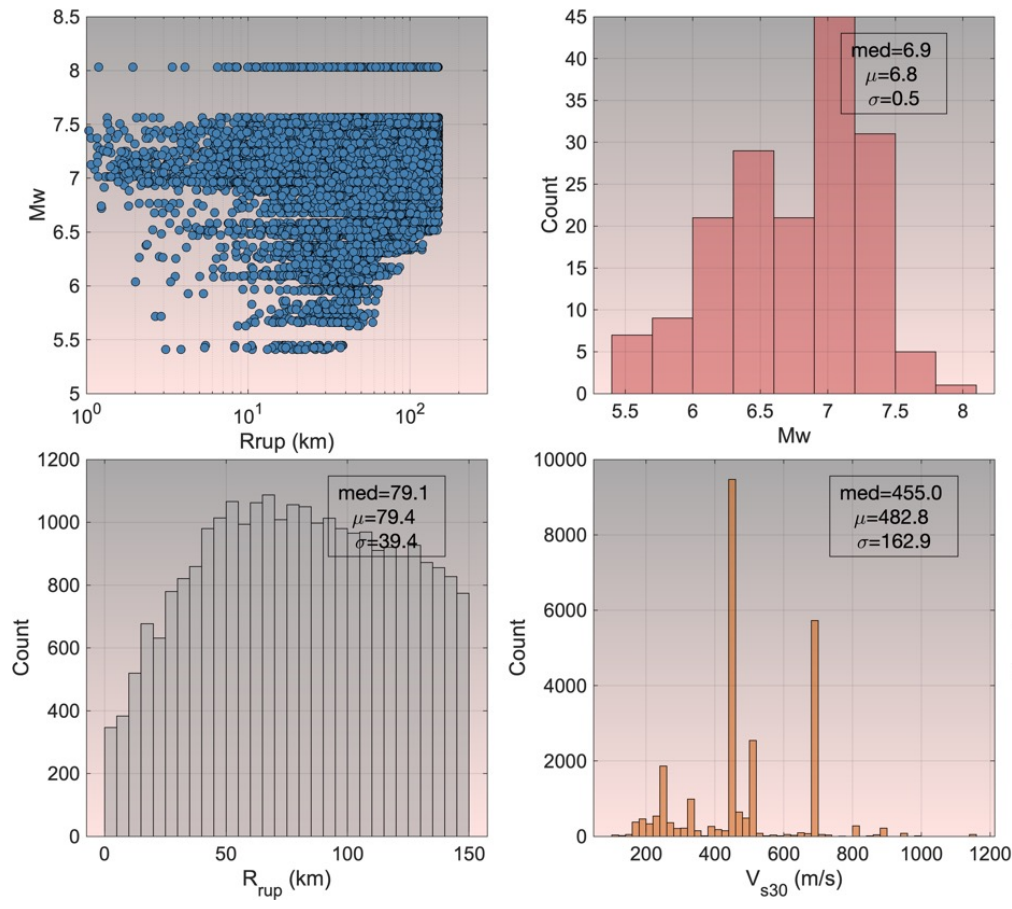 8.5
8
7.5
7
6.5
6
5.5
5
Mw
10^0
10^1
10^2
Rrup (km)
45
40
35
30
25
20
15
10
5
0
Count
med=6.9
μ=6.8
σ=0.5
5.5
6
6.5
7
7.5
8
Mw
1200
1000
800
600
400
200
0
Count
med=79.1
μ=79.4
σ=39.4
0
50
100
150
R_rup (km)
10000
8000
6000
4000
2000
0
Count
med=455.0
μ=482.8
σ=162.9
200
400
600
800
1000
1200
V_s30 (m/s)